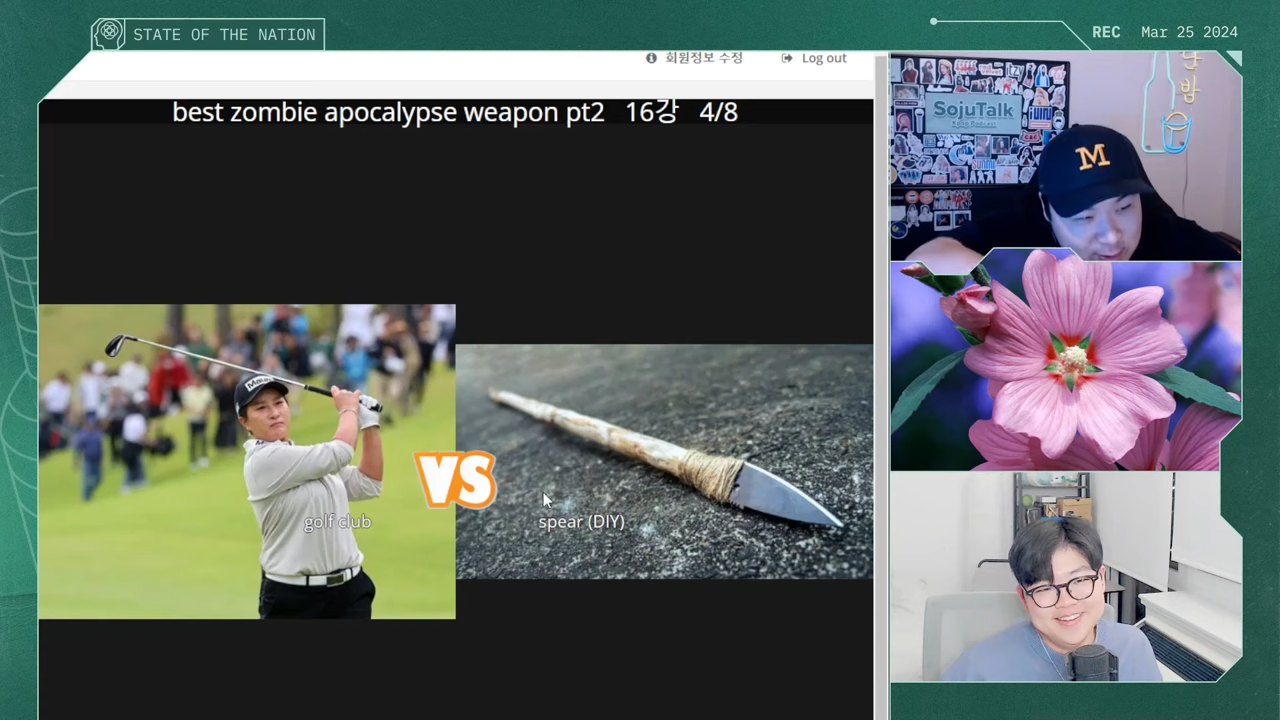 STATE OF THE NATION
REC Mar 25 2024
회원정보 수정 Log out
best zombie apocalypse weapon pt2 16강 4/8
SojuTalk
M
VS
golf club
spear (DIY)